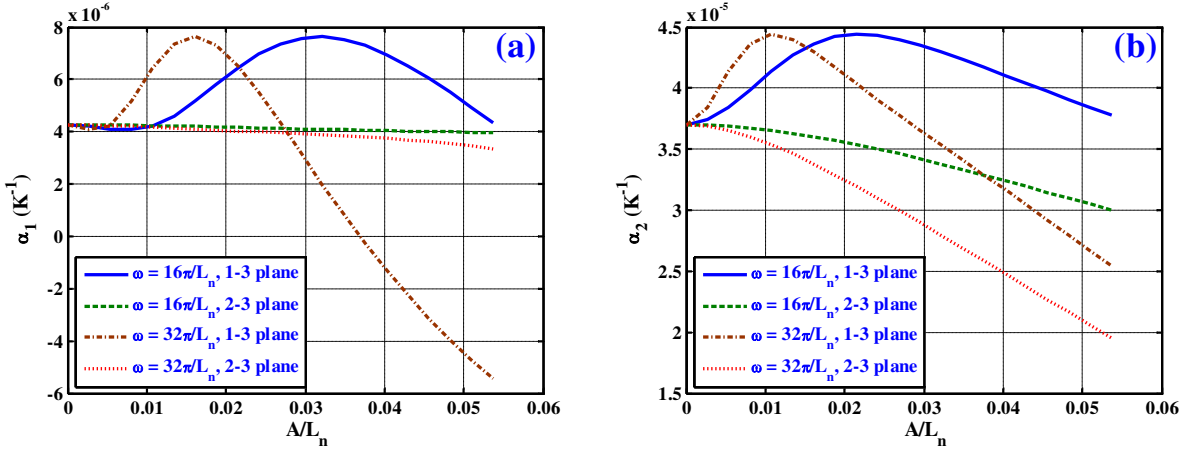 x 10^-6
(a)
8
6
4
2
0
-2
-4
-6
α1 (K^-1)
ω = 16π/Ln, 1-3 plane
ω = 16π/Ln, 2-3 plane
ω = 32π/Ln, 1-3 plane
ω = 32π/Ln, 2-3 plane
0 0.01 0.02 0.03 0.04 0.05 0.06
A/Ln
x 10^-5
(b)
4.5
4
3.5
3
2.5
2
1.5
α2 (K^-1)
ω = 16π/Ln, 1-3 plane
ω = 16π/Ln, 2-3 plane
ω = 32π/Ln, 1-3 plane
ω = 32π/Ln, 2-3 plane
0 0.01 0.02 0.03 0.04 0.05 0.06
A/Ln